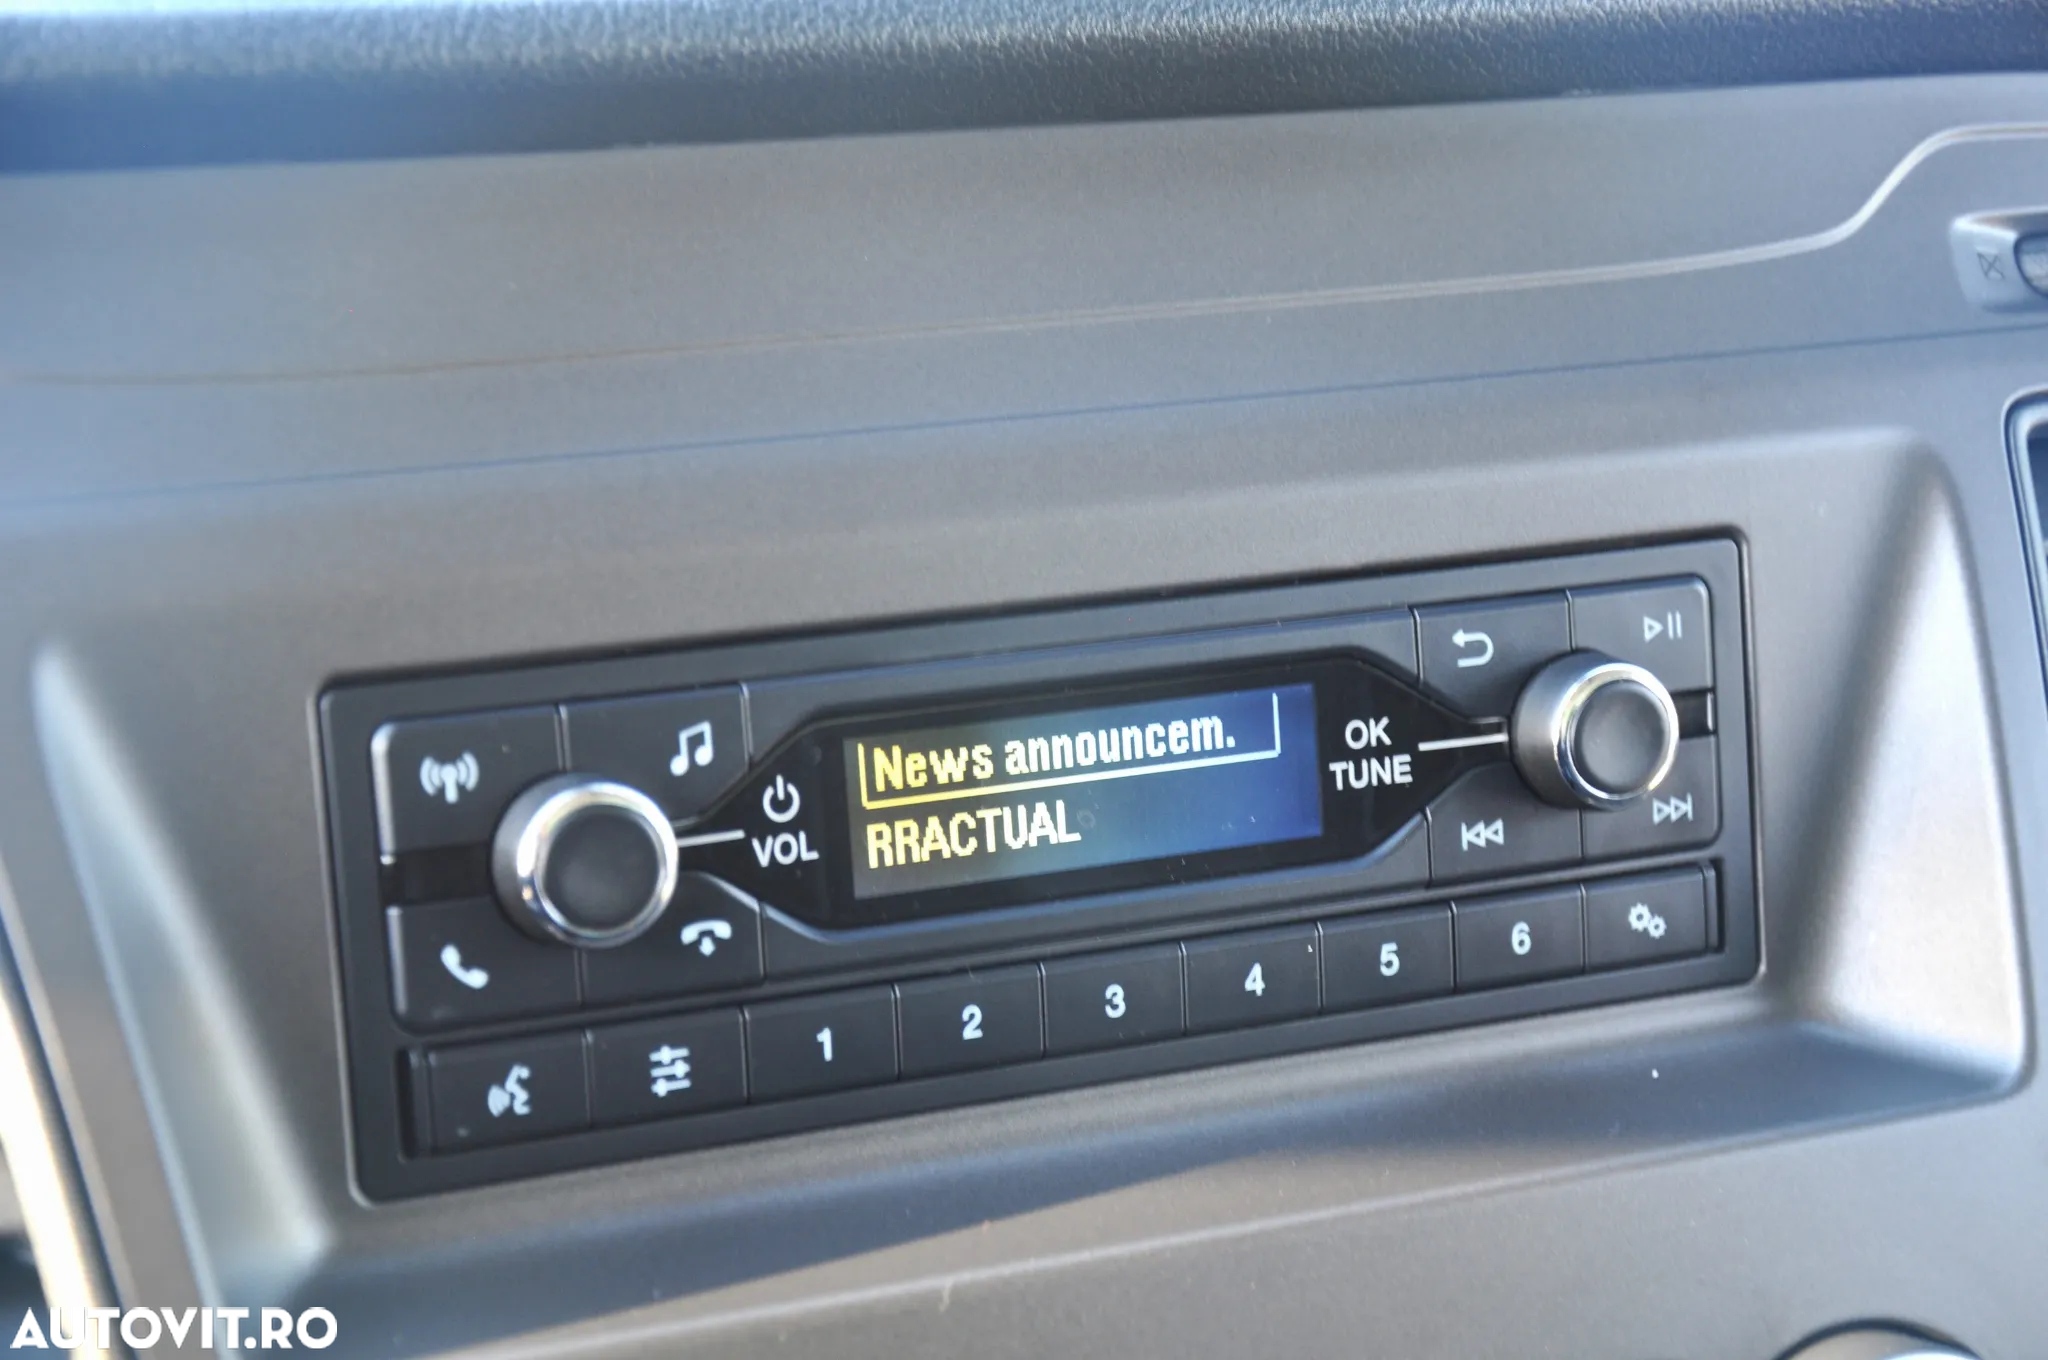 News announcem.
RRACTUAL
VOL
OK
TUNE
1 2 3 4 5 6
AUTOVIT.RO